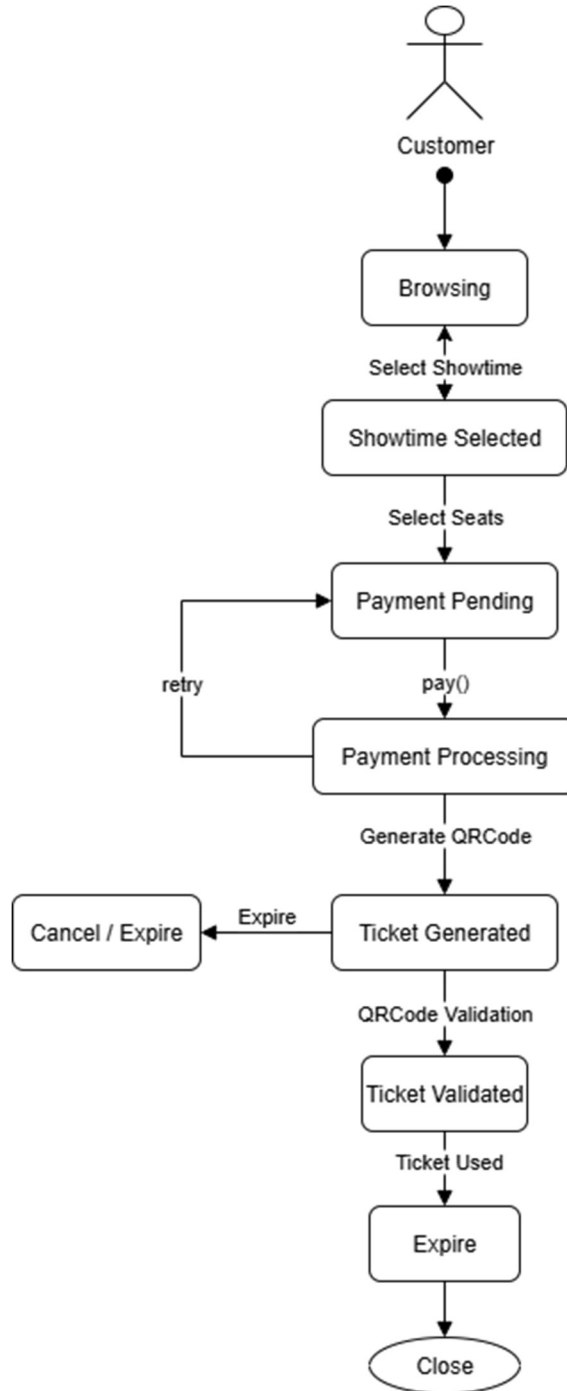 Customer
Browsing
Select Showtime
Showtime Selected
Select Seats
Payment Pending
retry
pay()
Payment Processing
Generate QRCode
Cancel / Expire
Expire
Ticket Generated
QRCode Validation
Ticket Validated
Ticket Used
Expire
Close